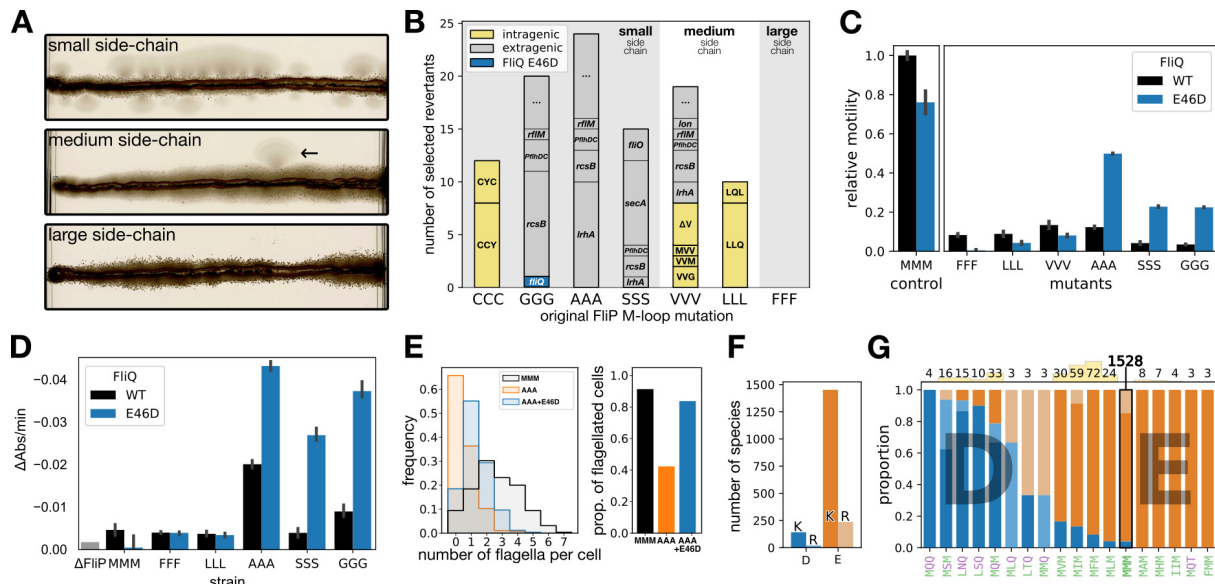 A
small side-chain
medium side-chain
large side-chain
B
number of selected revertants
25
20
15
10
5
0
intragenic
extragenic
FliQ E46D
small
side
chain
medium
side
chain
large
side
chain
CYC
CCY
...
rflM
PflhDC
rcsB
fliQ
...
rflM
PflhDC
rcsB
lrhA
fliO
secA
PflhDC
rcsB
lrhA
...
lon
rflM
PflhDC
rcsB
lrhA
ΔV
MVV
VVM
VVG
LQL
LLQ
CCC GGG AAA SSS VVV LLL FFF
original FliP M-loop mutation
C
relative motility
1.0
0.8
0.6
0.4
0.2
0.0
FliQ
WT
E46D
MMM FFF LLL VVV AAA SSS GGG
control mutants
D
ΔAbs/min
−0.04
−0.03
−0.02
−0.01
0.00
FliQ
WT
E46D
ΔFliP MMM FFF LLL AAA SSS GGG
strain
E
frequency
0.6
0.5
0.4
0.3
0.2
0.1
0.0
MMM
AAA
AAA+E46D
0 1 2 3 4 5 6 7
number of flagella per cell
prop. of flagellated cells
1.0
0.8
0.6
0.4
0.2
0.0
MMM AAA AAA
+E46D
F
number of species
1500
1250
1000
750
500
250
0
K R K R
D E
G
1528
4 16 15 10 33 3 3 3 30 59 72 24 8 7 4 3 3
proportion
1.0
0.8
0.6
0.4
0.2
0.0
D E
MQQ MSM LNQ LSQ MQM MLQ LTQ MMQ MVM MIM MFM MLM MMM MAM MHM IIM MQT FMM